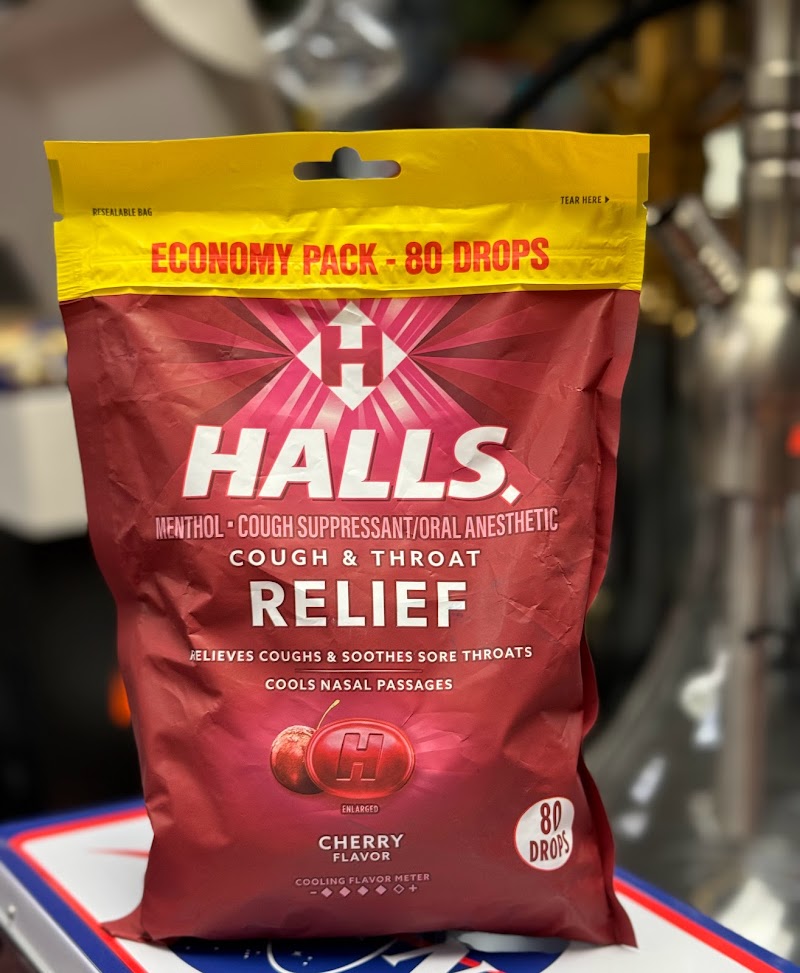 RESEALABLE BAG
TEAR HERE
ECONOMY PACK - 80 DROPS
H
HALLS.
MENTHOL • COUGH SUPPRESSANT/ORAL ANESTHETIC
COUGH & THROAT
RELIEF
RELIEVES COUGHS & SOOTHES SORE THROATS
COOLS NASAL PASSAGES
H
ENLARGED
80
DROPS
CHERRY
FLAVOR
COOLING FLAVOR METER
- +